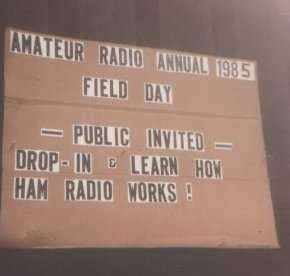 AMATEUR RADIO ANNUAL 1985
FIELD DAY
— PUBLIC INVITED —
DROP-IN & LEARN HOW
HAM RADIO WORKS !